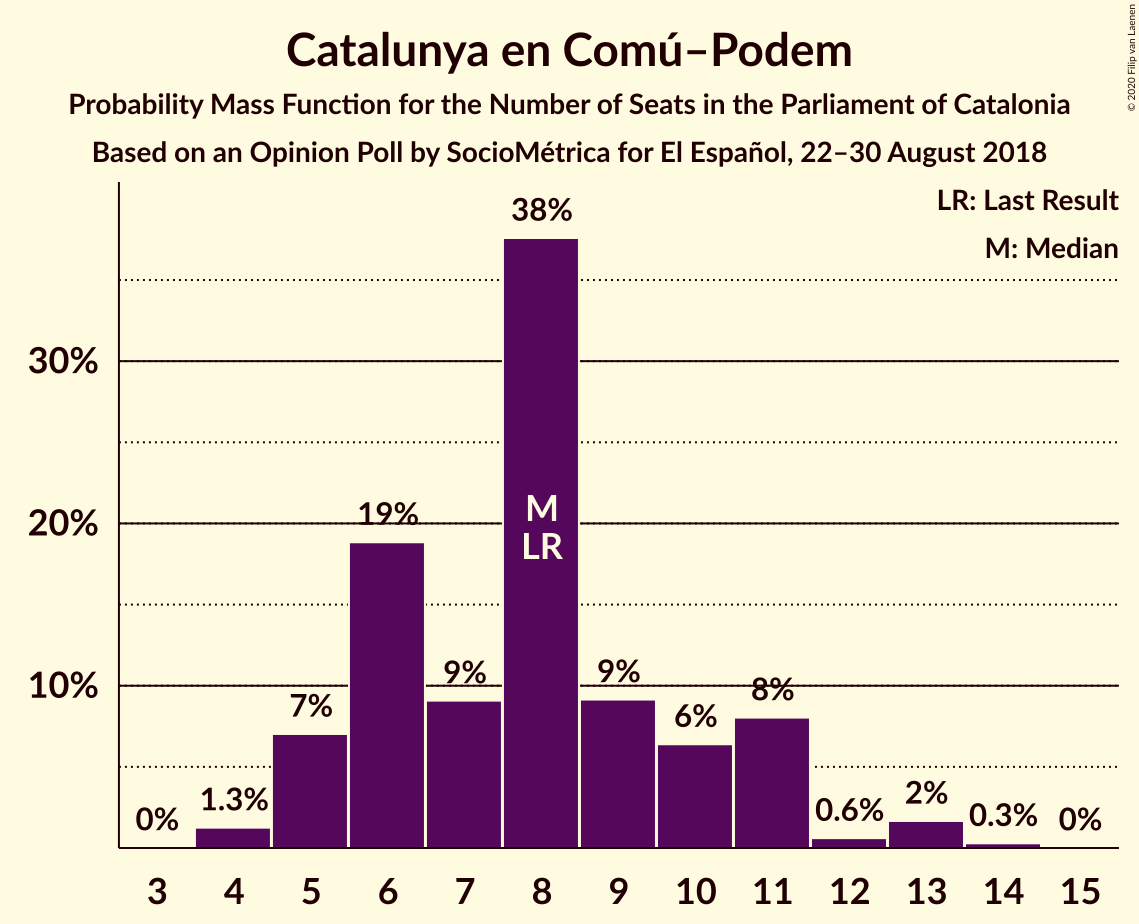 © 2020 Filip van Laenen
Catalunya en Comú–Podem
Probability Mass Function for the Number of Seats in the Parliament of Catalonia
Based on an Opinion Poll by SocioMétrica for El Español, 22–30 August 2018
LR: Last Result
M: Median
30%
20%
10%
0%
1.3%
7%
19%
9%
38%
9%
6%
8%
0.6%
2%
0.3%
0%
M
LR
3 4 5 6 7 8 9 10 11 12 13 14 15